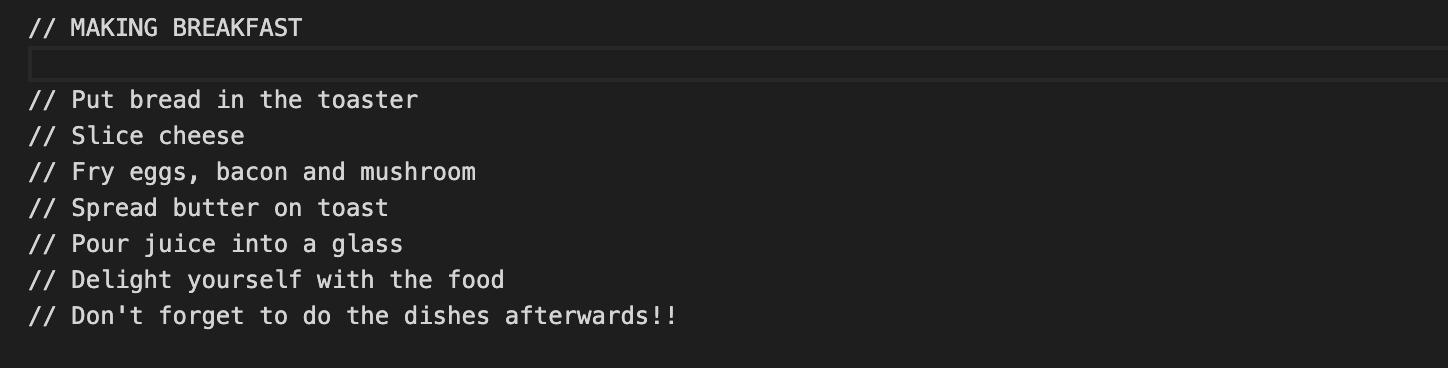 // MAKING BREAKFAST
// Put bread in the toaster
// Slice cheese
// Fry eggs, bacon and mushroom
// Spread butter on toast
// Pour juice into a glass
// Delight yourself with the food
// Don't forget to do the dishes afterwards!!